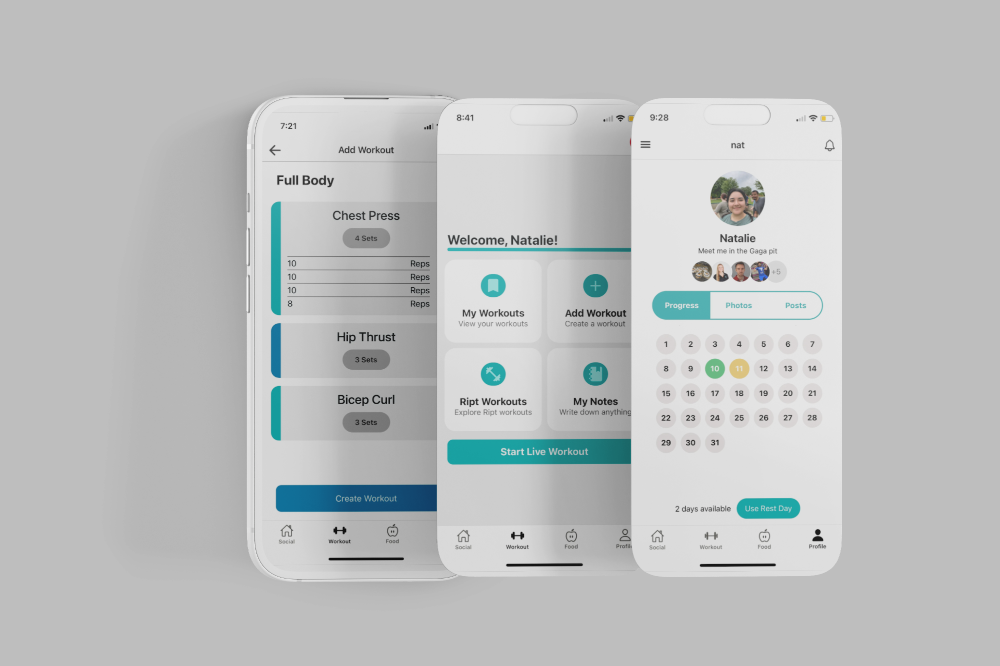 7:21
Add Workout
Full Body
Chest Press
4 Sets
10 Reps
10 Reps
10 Reps
8 Reps
Hip Thrust
3 Sets
Bicep Curl
3 Sets
Create Workout
Social Workout Food
8:41
Welcome, Natalie!
My Workouts
View your workouts
Add Workout
Create a workout
Ript Workouts
Explore Ript workouts
My Notes
Write down anything
Start Live Workout
Social Workout Food Profile
9:28
nat
Natalie
Meet me in the Gaga pit
+5
Progress Photos Posts
1 2 3 4 5 6 7
8 9 10 11 12 13 14
15 16 17 18 19 20 21
22 23 24 25 26 27 28
29 30 31
2 days available Use Rest Day
Social Workout Food Profile